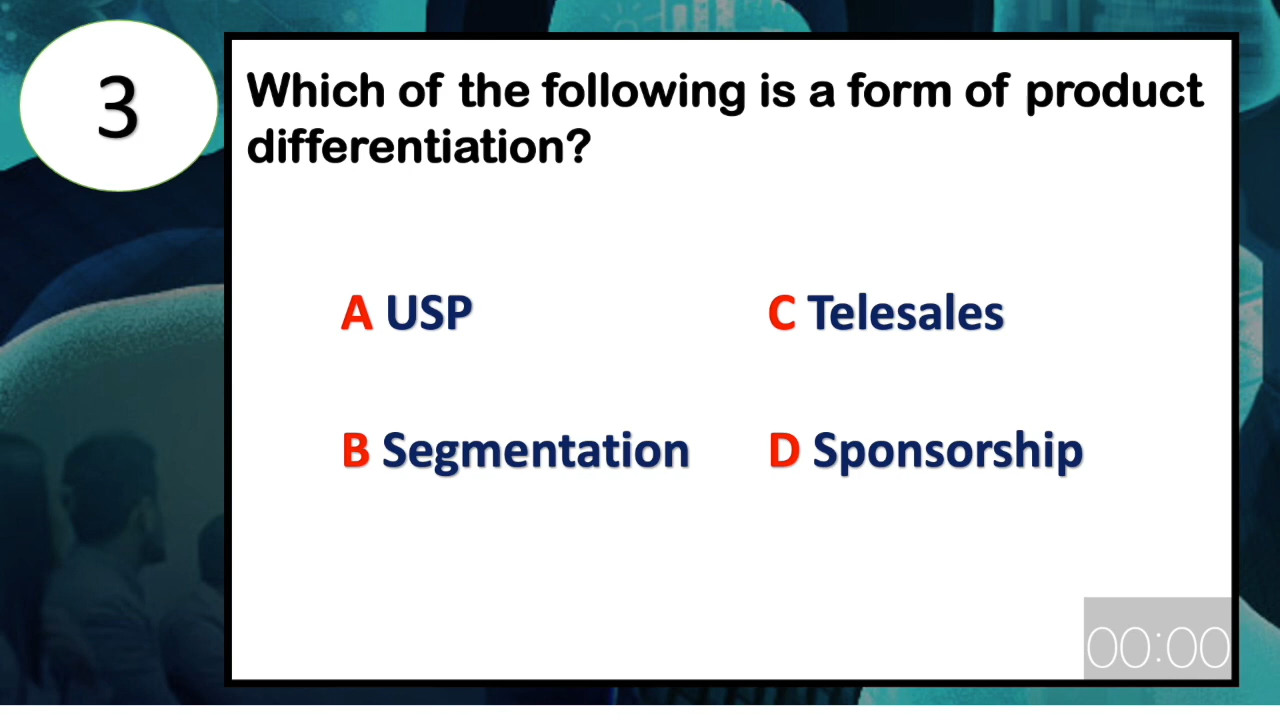 3
Which of the following is a form of product
differentiation?
A USP
C Telesales
B Segmentation
D Sponsorship
00:00